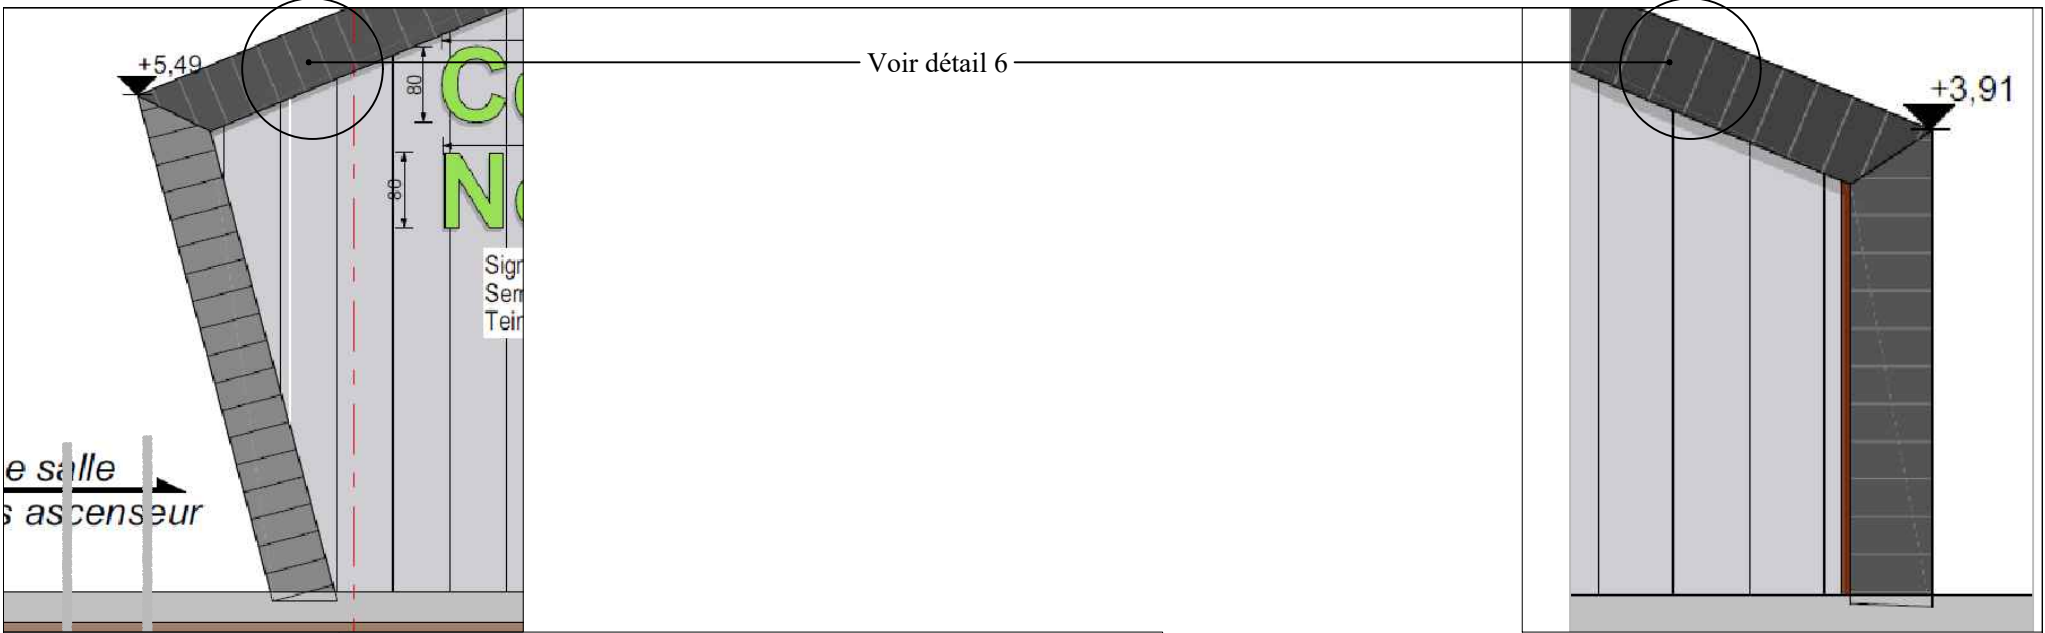 +5,49
80
Voir détail 6
+3,91
80
N
e salle
s ascenseur